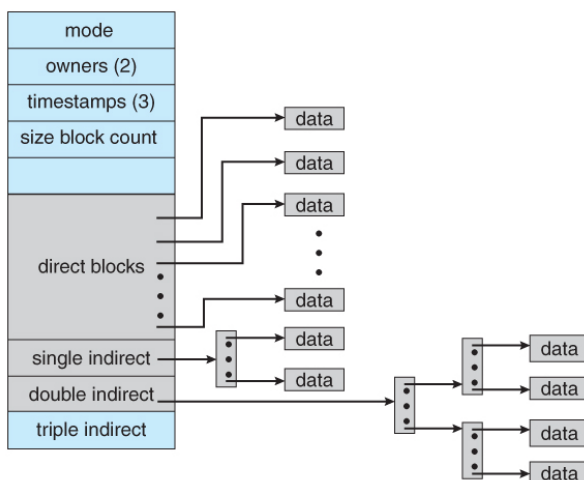 mode
owners (2)
timestamps (3)
size block count
direct blocks
single indirect
double indirect
triple indirect
data
data
data
data
data
data
data
data
data
data